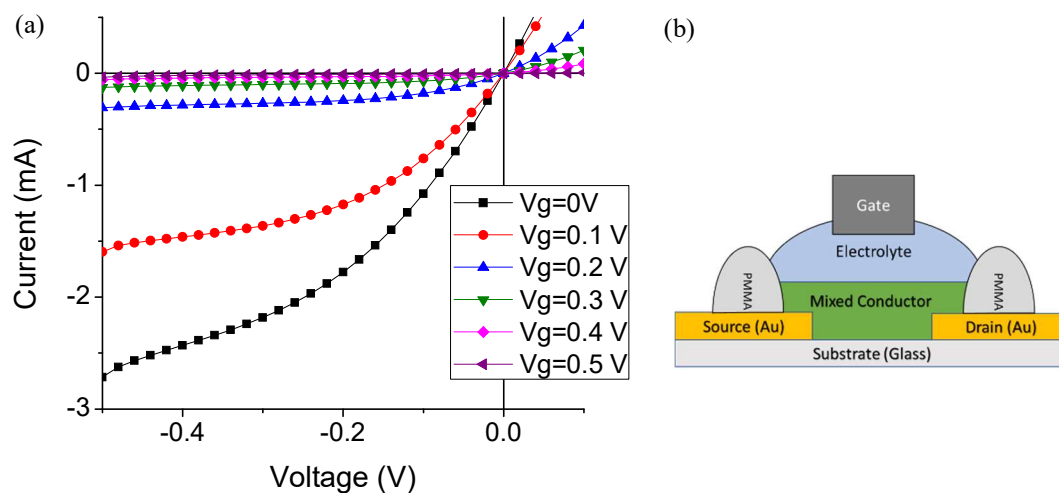 (a)
(b)
0
-1
-2
-3
Current (mA)
-0.4
-0.2
0.0
Voltage (V)
Vg=0V
Vg=0.1 V
Vg=0.2 V
Vg=0.3 V
Vg=0.4 V
Vg=0.5 V
Gate
Electrolyte
PMMA
PMMA
Mixed Conductor
Source (Au)
Drain (Au)
Substrate (Glass)